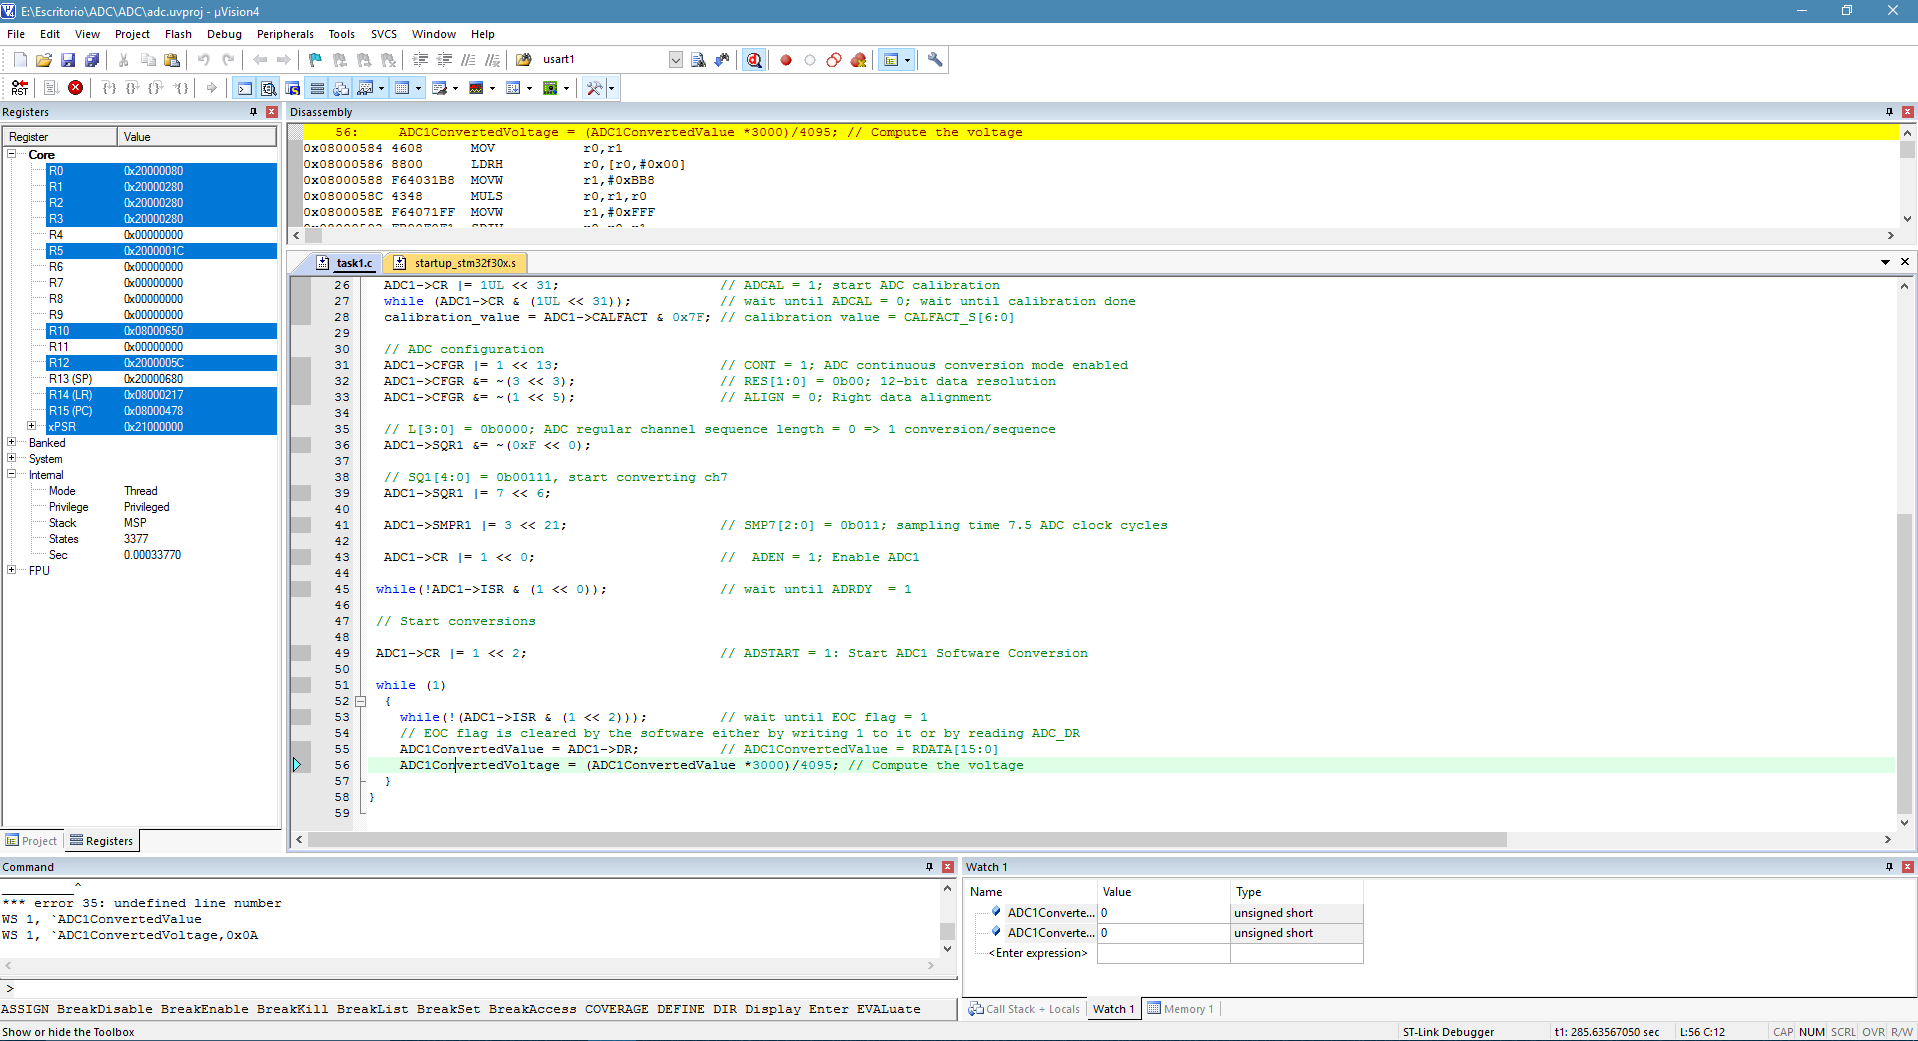 E:\Escritorio\ADC\ADC\adc.uvproj - µVision4
File Edit View Project Flash Debug Peripherals Tools SVCS Window Help
usart1
RST
Registers
Register Value
Core
R0 0x20000080
R1 0x20000280
R2 0x20000280
R3 0x20000280
R4 0x00000000
R5 0x2000001C
R6 0x00000000
R7 0x00000000
R8 0x00000000
R9 0x00000000
R10 0x08000650
R11 0x00000000
R12 0x2000005C
R13 (SP) 0x20000680
R14 (LR) 0x08000217
R15 (PC) 0x08000478
xPSR 0x21000000
Banked
System
Internal
Mode Thread
Privilege Privileged
Stack MSP
States 3377
Sec 0.00033770
FPU
Project Registers
Disassembly
56: ADC1ConvertedVoltage = (ADC1ConvertedValue *3000)/4095; // Compute the voltage
0x08000584 4608 MOV r0,r1
0x08000586 8800 LDRH r0,[r0,#0x00]
0x08000588 F64031B8 MOVW r1,#0xBB8
0x0800058C 4348 MULS r0,r1,r0
0x0800058E F64071FF MOVW r1,#0xFFF
task1.c startup_stm32f30x.s
26 ADC1->CR |= 1UL << 31; // ADCAL = 1; start ADC calibration
27 while (ADC1->CR & (1UL << 31)); // wait until ADCAL = 0; wait until calibration done
28 calibration_value = ADC1->CALFACT & 0x7F; // calibration value = CALFACT_S[6:0]
29
30 // ADC configuration
31 ADC1->CFGR |= 1 << 13; // CONT = 1; ADC continuous conversion mode enabled
32 ADC1->CFGR &= ~(3 << 3); // RES[1:0] = 0b00; 12-bit data resolution
33 ADC1->CFGR &= ~(1 << 5); // ALIGN = 0; Right data alignment
34
35 // L[3:0] = 0b0000; ADC regular channel sequence length = 0 => 1 conversion/sequence
36 ADC1->SQR1 &= ~(0xF << 0);
37
38 // SQ1[4:0] = 0b00111, start converting ch7
39 ADC1->SQR1 |= 7 << 6;
40
41 ADC1->SMPR1 |= 3 << 21; // SMP7[2:0] = 0b011; sampling time 7.5 ADC clock cycles
42
43 ADC1->CR |= 1 << 0; // ADEN = 1; Enable ADC1
44
45 while(!ADC1->ISR & (1 << 0)); // wait until ADRDY = 1
46
47 // Start conversions
48
49 ADC1->CR |= 1 << 2; // ADSTART = 1: Start ADC1 Software Conversion
50
51 while (1)
52 {
53 while(!(ADC1->ISR & (1 << 2))); // wait until EOC flag = 1
54 // EOC flag is cleared by the software either by writing 1 to it or by reading ADC_DR
55 ADC1ConvertedValue = ADC1->DR; // ADC1ConvertedValue = RDATA[15:0]
56 ADC1ConvertedVoltage = (ADC1ConvertedValue *3000)/4095; // Compute the voltage
57 }
58 }
59
Command
_________^
*** error 35: undefined line number
WS 1, `ADC1ConvertedValue
WS 1, `ADC1ConvertedVoltage,0x0A
>
ASSIGN BreakDisable BreakEnable BreakKill BreakList BreakSet BreakAccess COVERAGE DEFINE DIR Display Enter EVALuate
Watch 1
Name Value Type
ADC1Converte... 0 unsigned short
ADC1Converte... 0 unsigned short
<Enter expression>
Call Stack + Locals Watch 1 Memory 1
Show or hide the Toolbox ST-Link Debugger t1: 285.63567050 sec L:56 C:12 CAP NUM SCRL OVR R/W